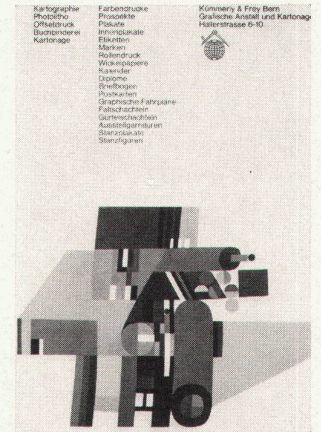 Kartographie
Photolitho
Offsetdruck
Buchbinderei
Kartonage
Farbendrucke
Prospekte
Plakate
Innenplakate
Etiketten
Marken
Rollendruck
Wickelpapiere
Kalender
Diplome
Briefbogen
Postkarten
Graphische Fahrpläne
Faltschachteln
Gürtelschachteln
Ausstellgarnituren
Stanzplakate
Stanzfiguren
Kümmerly & Frey Bern
Grafische Anstalt und Kartonage
Hallerstrasse 6-10